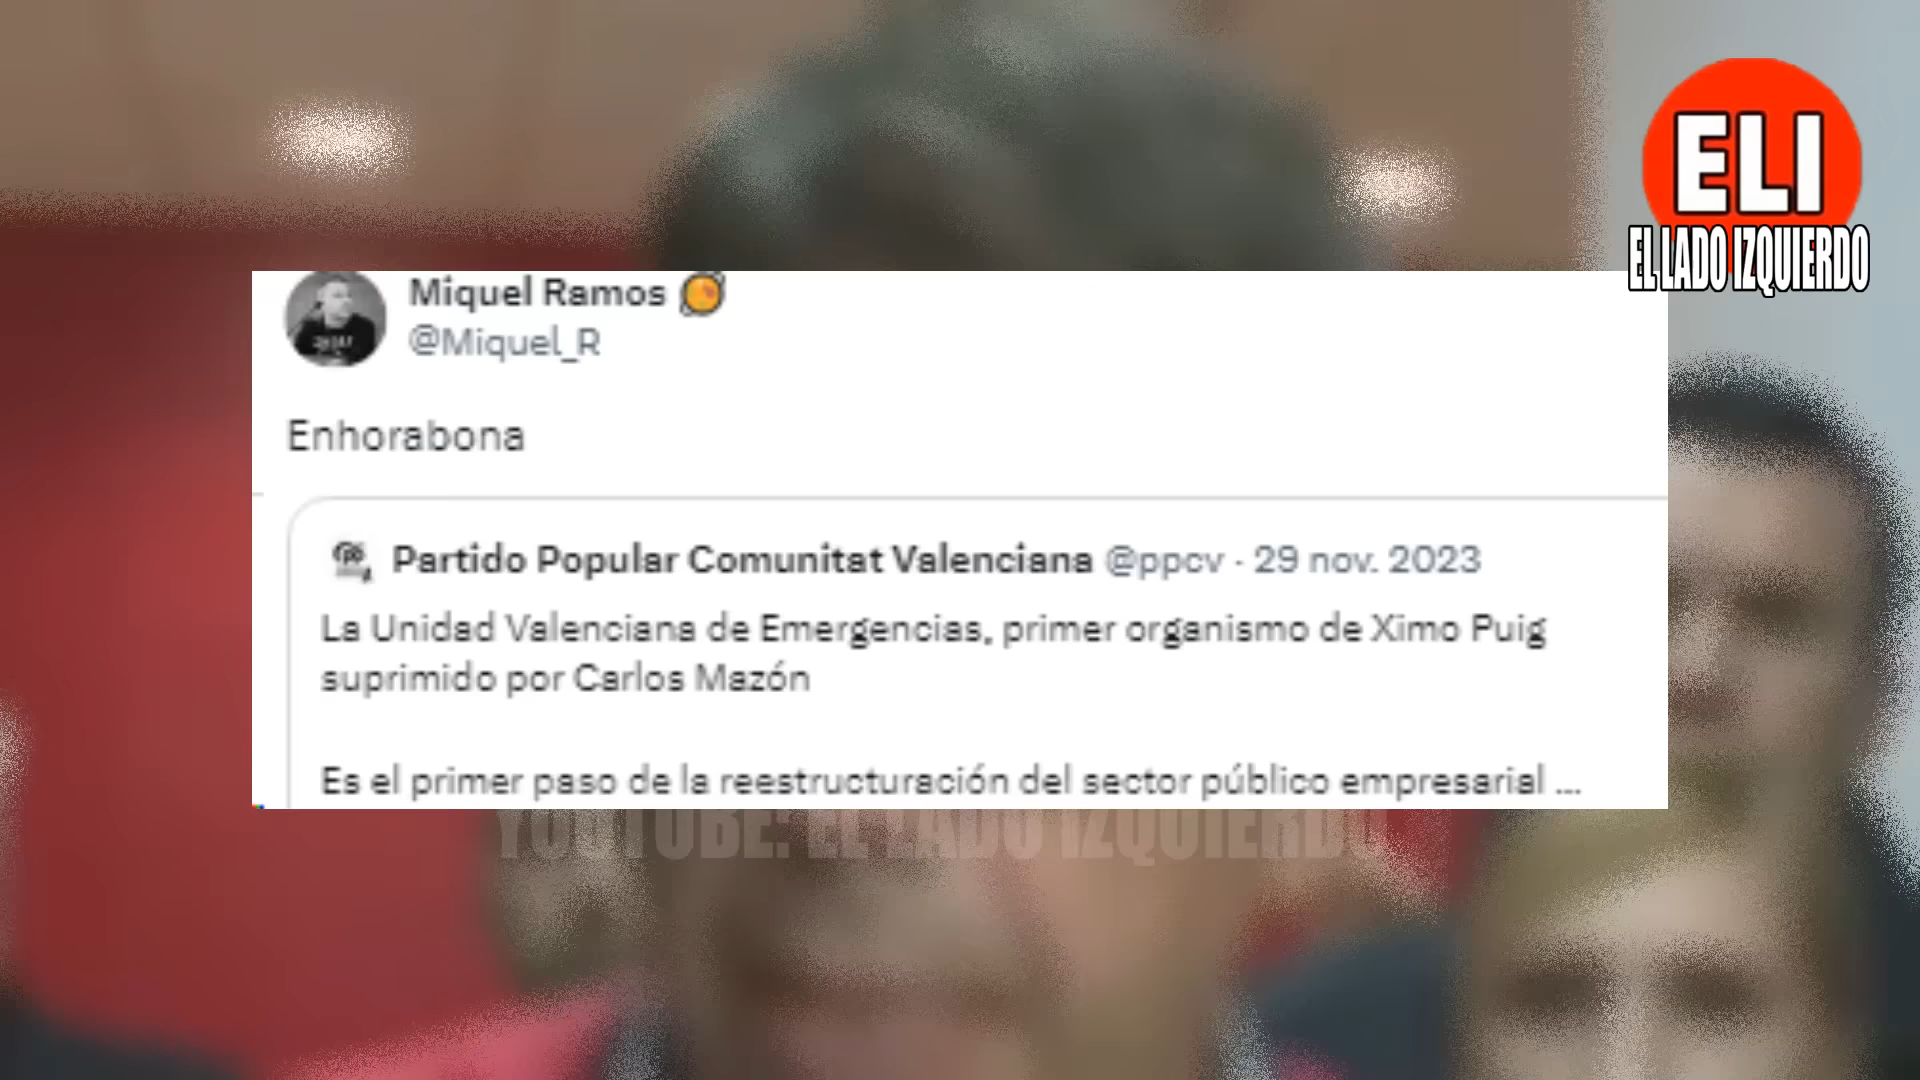 ELI
EL LADO IZQUIERDO
Miquel Ramos
@Miquel_R
Enhorabona
Partido Popular Comunitat Valenciana @ppcv · 29 nov. 2023
La Unidad Valenciana de Emergencias, primer organismo de Ximo Puig
suprimido por Carlos Mazón
Es el primer paso de la reestructuración del sector público empresarial ...
YOUTUBE: EL LADO IZQUIERDO